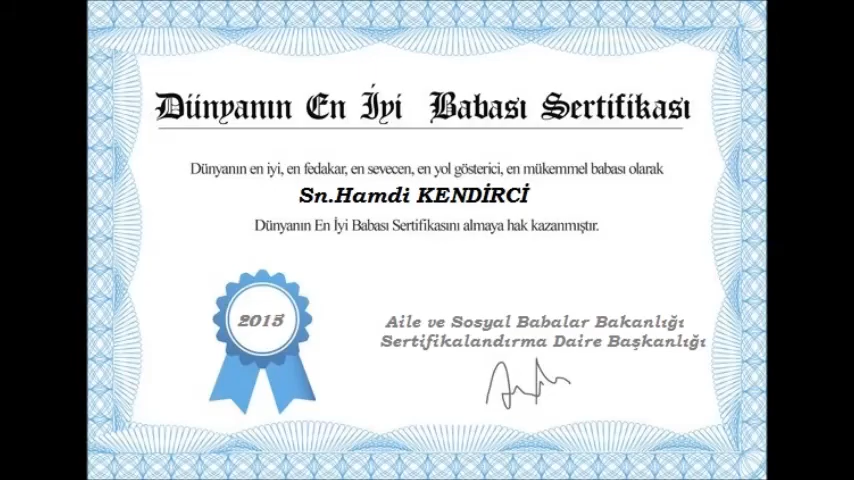 Dünyanın En İyi Babası Sertifikası
Dünyanın en iyi, en fedakar, en sevecen, en yol gösterici, en mükemmel babası olarak
Sn.Hamdi KENDİRCİ
Dünyanın En İyi Babası Sertifikasını almaya hak kazanmıştır.
2015
Aile ve Sosyal Babalar Bakanlığı
Sertifikalandırma Daire Başkanlığı